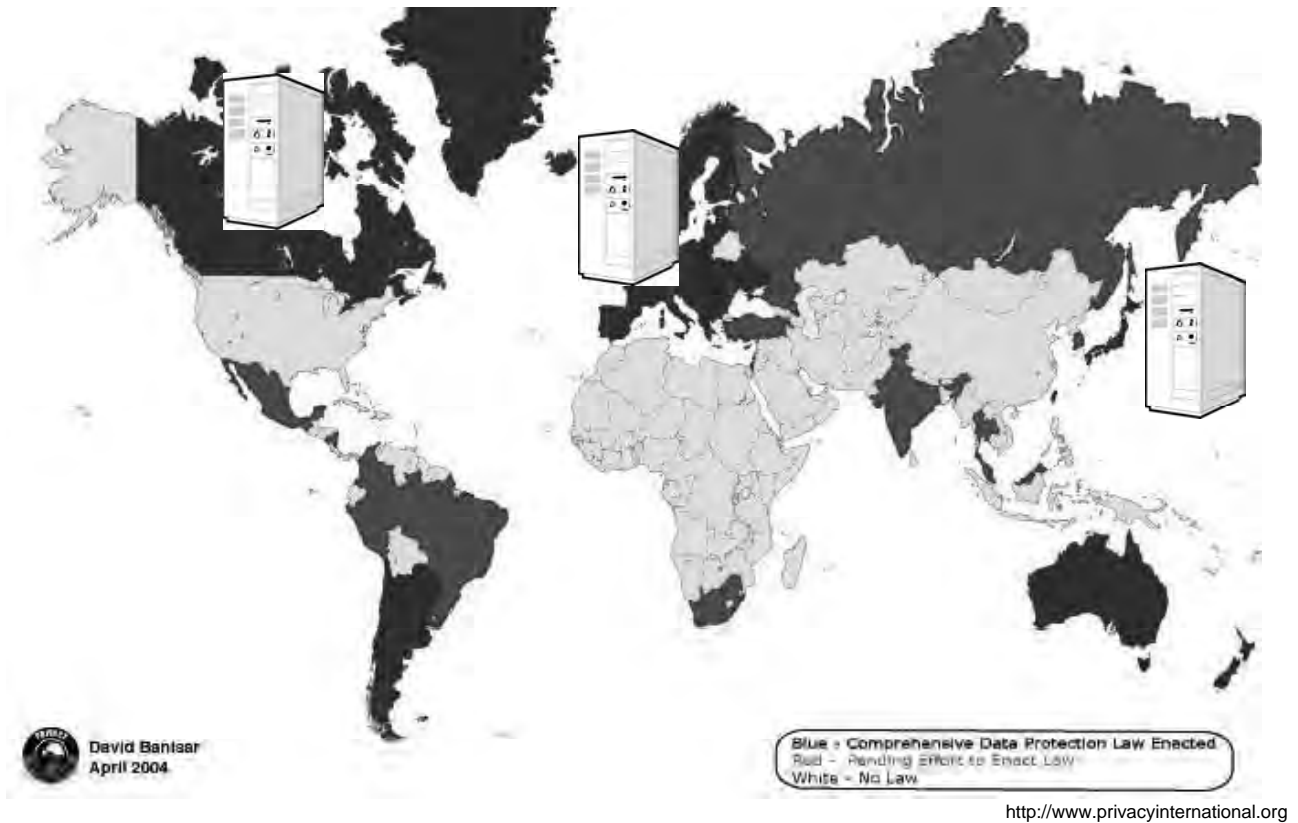 PRIVACY
David Banisar
April 2004
Blue - Comprehensive Data Protection Law Enacted
Red - Pending Effort to Enact Law
White - No Law
http://www.privacyinternational.org